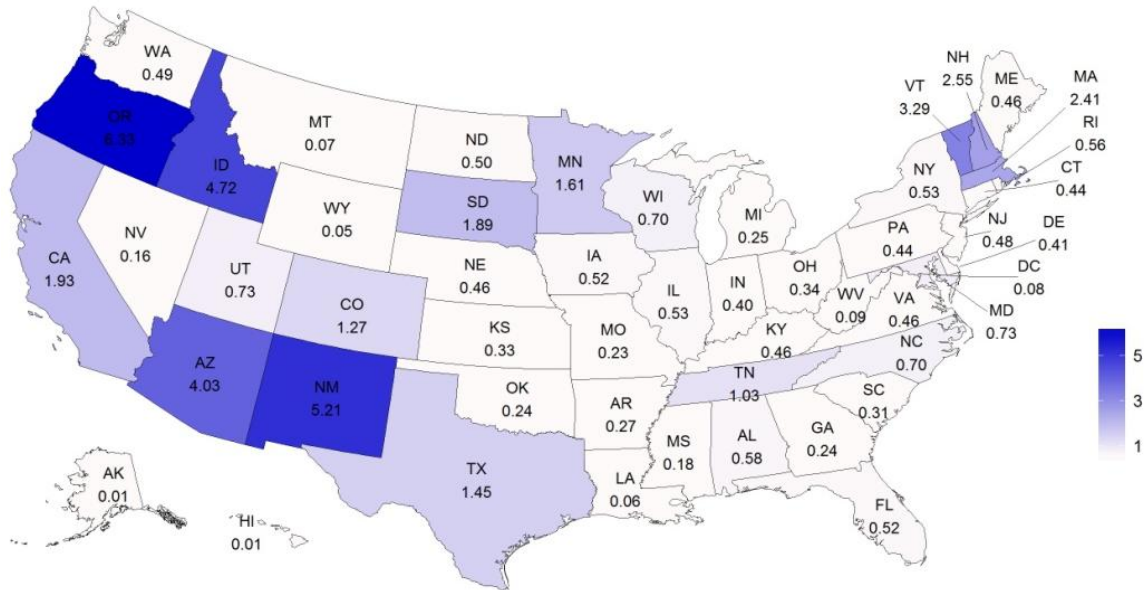 WA
0.49
OR
6.33
ID
4.72
MT
0.07
ND
0.50
MN
1.61
WI
0.70
MI
0.25
NY
0.53
VT
3.29
NH
2.55
ME
0.46
MA
2.41
RI
0.56
CT
0.44
NJ
0.48
DE
0.41
DC
0.08
MD
0.73
PA
0.44
WY
0.05
SD
1.89
NV
0.16
CA
1.93
UT
0.73
CO
1.27
NE
0.46
IA
0.52
IL
0.53
IN
0.40
OH
0.34
WV
0.09
VA
0.46
KS
0.33
MO
0.23
KY
0.46
NC
0.70
TN
1.03
SC
0.31
AZ
4.03
NM
5.21
OK
0.24
AR
0.27
MS
0.18
AL
0.58
GA
0.24
TX
1.45
LA
0.06
FL
0.52
AK
0.01
HI
0.01
5
3
1